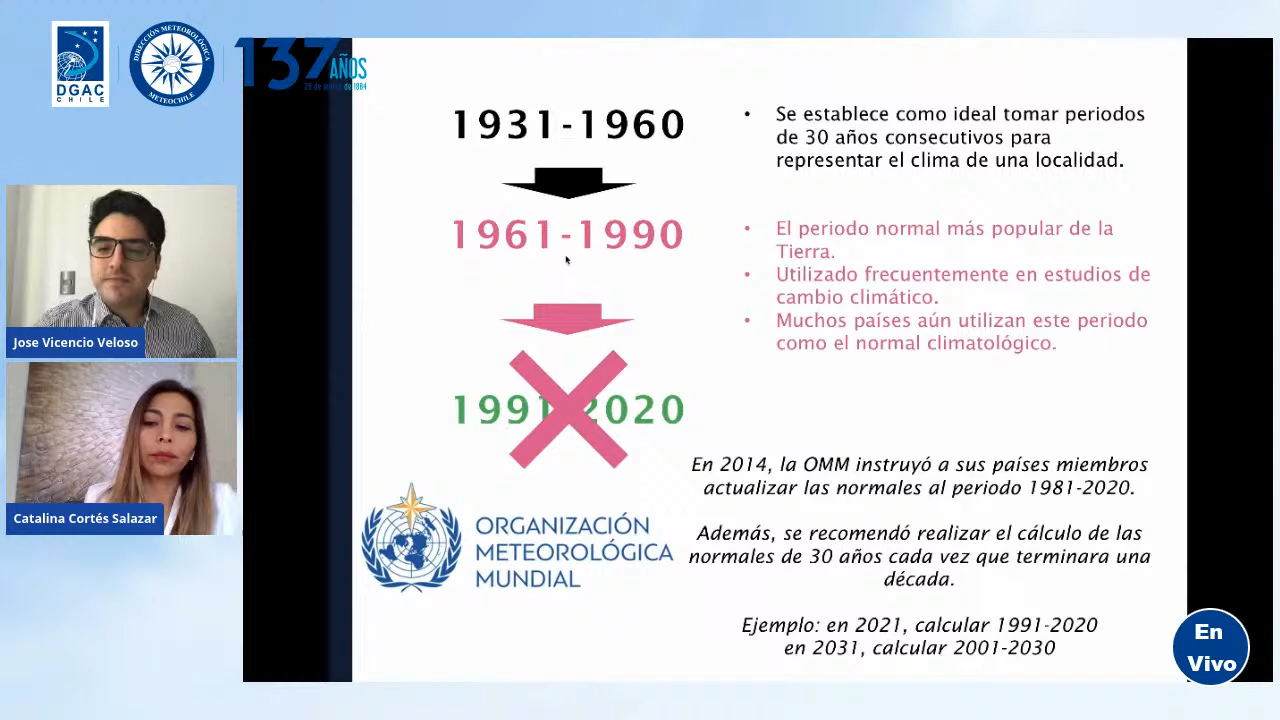 DGAC
CHILE
DIRECCIÓN METEOROLÓGICA
METEOCHILE
137 AÑOS
28 de marzo de 1884
1931-1960
• Se establece como ideal tomar periodos
de 30 años consecutivos para
representar el clima de una localidad.
1961-1990
• El periodo normal más popular de la
Tierra.
• Utilizado frecuentemente en estudios de
cambio climático.
• Muchos países aún utilizan este periodo
como el normal climatológico.
Jose Vicencio Veloso
1991-2020
En 2014, la OMM instruyó a sus países miembros
actualizar las normales al periodo 1981-2020.
Además, se recomendó realizar el cálculo de las
normales de 30 años cada vez que terminara una
década.
Ejemplo: en 2021, calcular 1991-2020
en 2031, calcular 2001-2030
Catalina Cortés Salazar
ORGANIZACIÓN
METEOROLÓGICA
MUNDIAL
En
Vivo